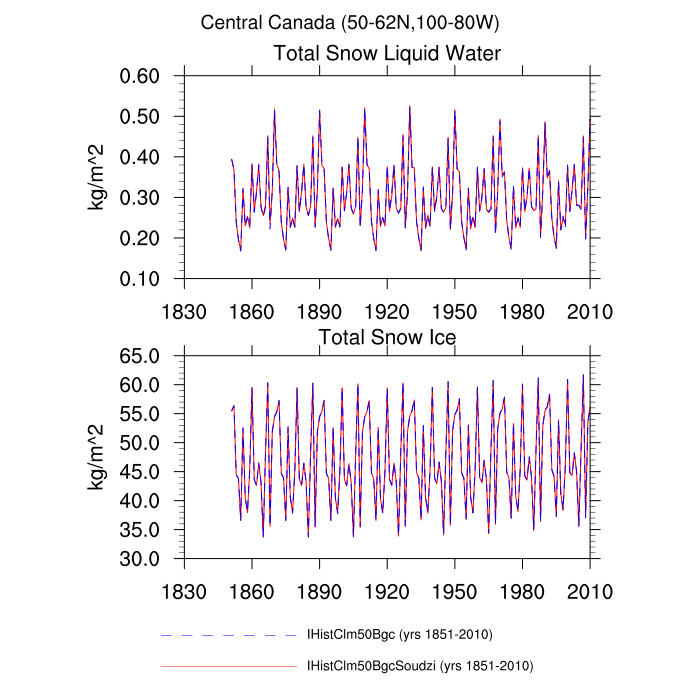 Central Canada (50-62N,100-80W)
Total Snow Liquid Water
0.60
0.50
0.40
0.30
0.20
0.10
kg/m^2
1830 1860 1890 1920 1950 1980 2010
Total Snow Ice
65.0
60.0
55.0
50.0
45.0
40.0
35.0
30.0
kg/m^2
1830 1860 1890 1920 1950 1980 2010
IHistClm50Bgc (yrs 1851-2010)
IHistClm50BgcSoudzi (yrs 1851-2010)